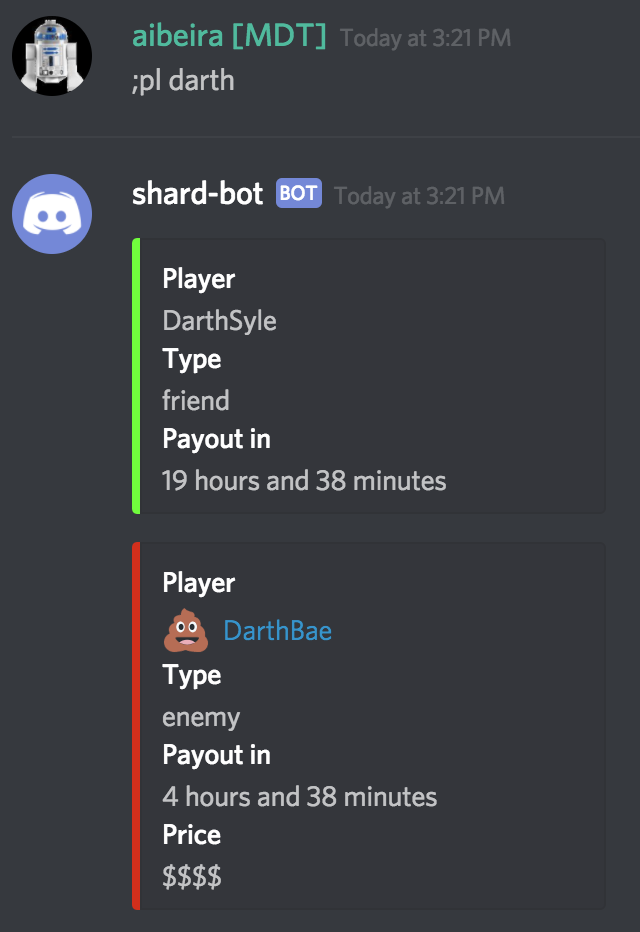 aibeira [MDT] Today at 3:21 PM
;pl darth
shard-bot BOT Today at 3:21 PM
Player
DarthSyle
Type
friend
Payout in
19 hours and 38 minutes
Player
💩 DarthBae
Type
enemy
Payout in
4 hours and 38 minutes
Price
$$$$